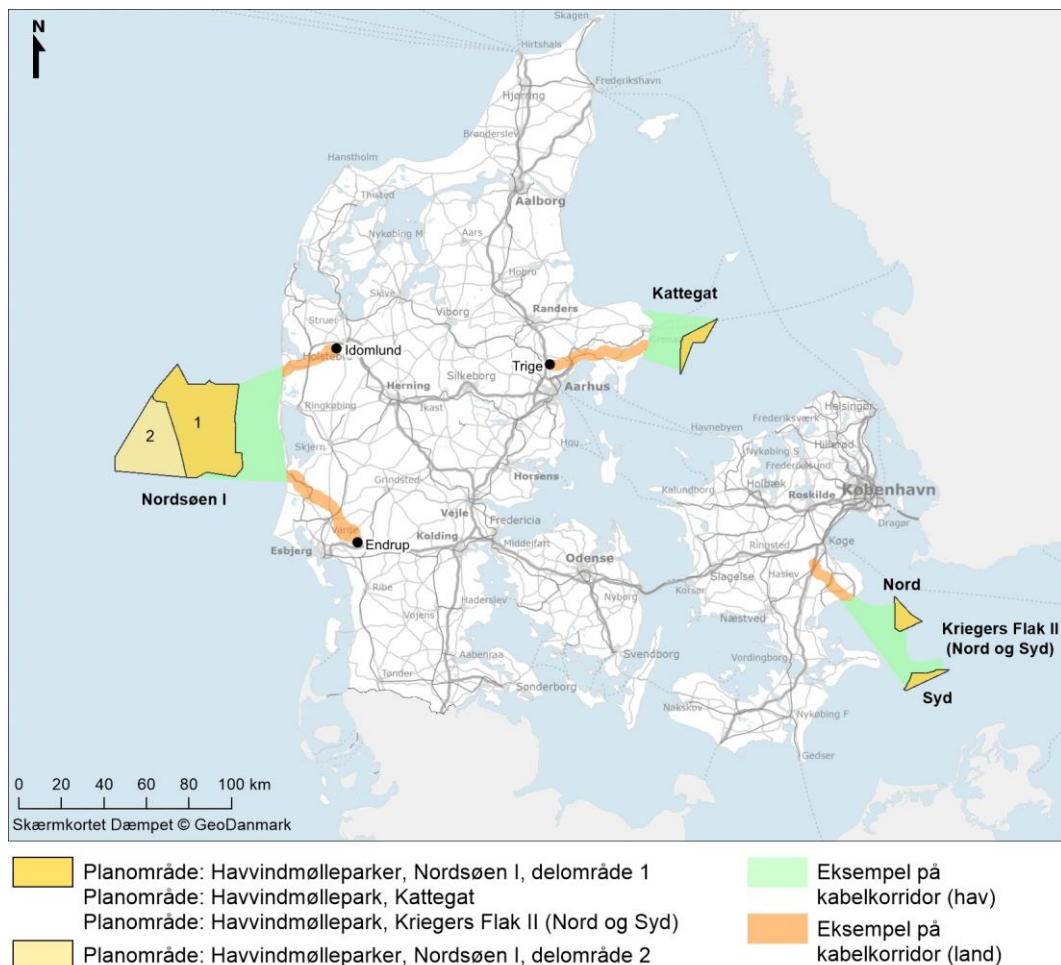 N
Skagen
Hirtshals
Frederikshavn
Hjørring
Brønderslev
Hanstholm
Thisted
Aalborg
Nykøbing M
Aars
Hobro
Kattegat
Skive
Randers
Struer
Viborg
Grenaa
Idomlund
Holstebro
Trige
Silkeborg
Aarhus
Herning
Ikast
Ringkøbing
1
2
Helsingør
Frederiksværk
Havnebyen
Hillerød
Hou
Nykøbing S
Skjern
Frederikssund
Nordsøen I
Grindsted
Horsens
Holbæk
Kalundborg
Roskilde
København
Vejle
Dragør
Varde
Fredericia
Esbjerg
Endrup
Kolding
Middelfart
Ringsted
Køge
Odense
Slagelse
Haslev
Ribe
Korsør
Nyborg
Nord
Haderslev
Næstved
Vojens
Kriegers Flak II
(Nord og Syd)
Svendborg
Aabenraa
Vordingborg
Tønder
Syd
Sønderborg
Nakskov
Nykøbing F
Gedser
0 20 40 60 80 100 km
Skærmkortet Dæmpet © GeoDanmark
Planområde: Havvindmølleparker, Nordsøen I, delområde 1
Planområde: Havvindmøllepark, Kattegat
Planområde: Havvindmøllepark, Kriegers Flak II (Nord og Syd)
Planområde: Havvindmølleparker, Nordsøen I, delområde 2
Eksempel på
kabelkorridor (hav)
Eksempel på
kabelkorridor (land)